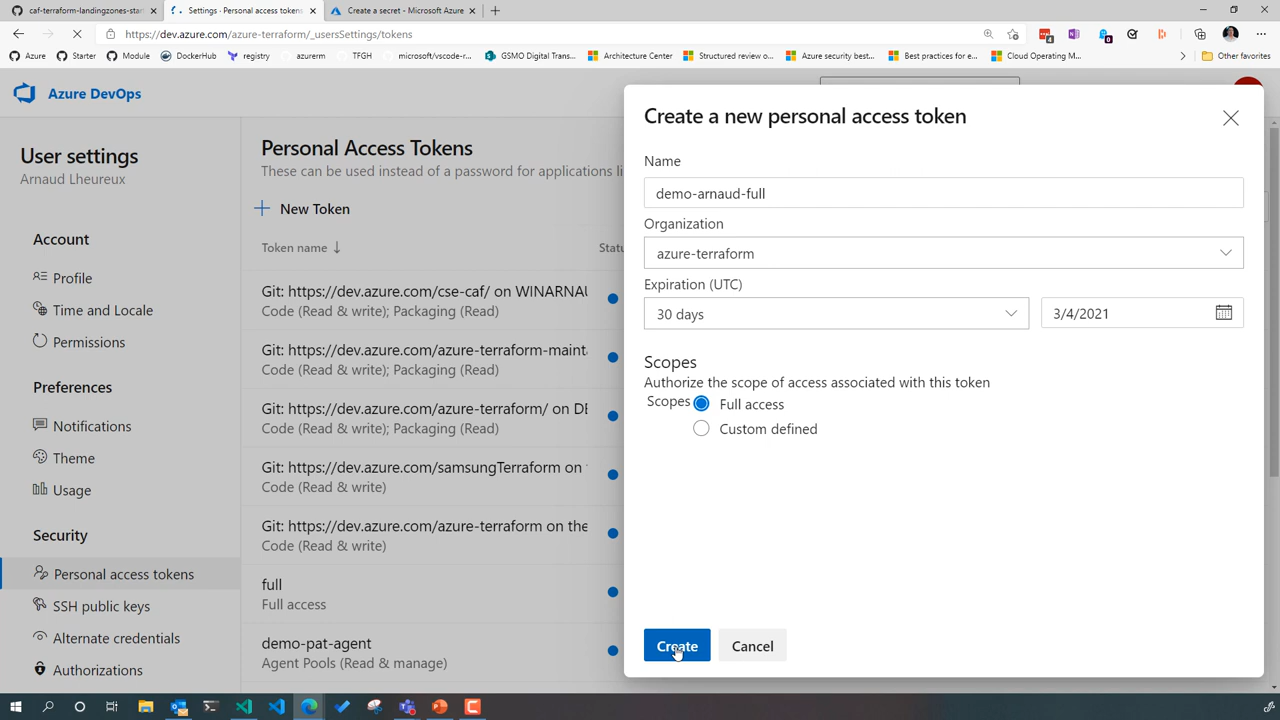 caf-terraform-landingzones-start
Settings · Personal access tokens
Create a secret - Microsoft Azure
https://dev.azure.com/azure-terraform/_usersSettings/tokens
Azure
Starter
Module
DockerHub
registry
azurerm
TFGH
microsoft/vscode-r...
GSMO Digital Trans...
Architecture Center
Structured review o...
Azure security best...
Best practices for e...
Cloud Operating M...
Other favorites
Azure DevOps
User settings
Arnaud Lheureux
Account
Profile
Time and Locale
Permissions
Preferences
Notifications
Theme
Usage
Security
Personal access tokens
SSH public keys
Alternate credentials
Authorizations
Personal Access Tokens
These can be used instead of a password for applications li
New Token
Token name
Statu
Git: https://dev.azure.com/cse-caf/ on WINARNAU
Code (Read & write); Packaging (Read)
Git: https://dev.azure.com/azure-terraform-maint
Code (Read & write); Packaging (Read)
Git: https://dev.azure.com/azure-terraform/ on DE
Code (Read & write); Packaging (Read)
Git: https://dev.azure.com/samsungTerraform on
Code (Read & write)
Git: https://dev.azure.com/azure-terraform on the
Code (Read & write)
full
Full access
demo-pat-agent
Agent Pools (Read & manage)
Create a new personal access token
Name
demo-arnaud-full
Organization
azure-terraform
Expiration (UTC)
30 days
3/4/2021
Scopes
Authorize the scope of access associated with this token
Scopes
Full access
Custom defined
Create
Cancel